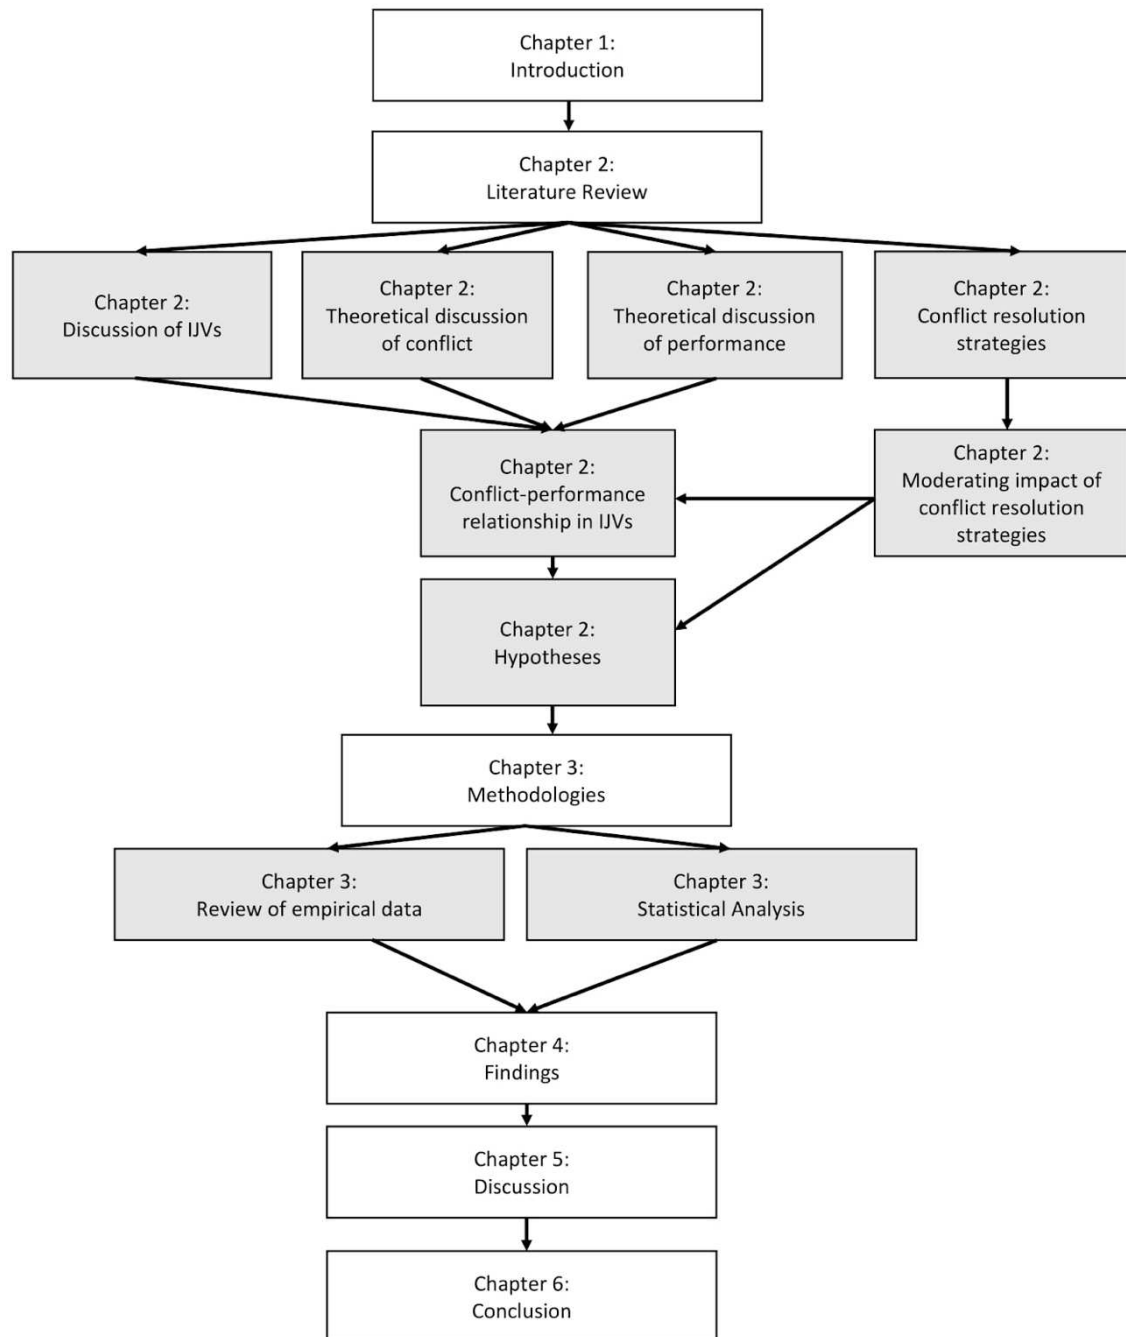 Chapter 1:
Introduction
Chapter 2:
Literature Review
Chapter 2:
Discussion of IJVs
Chapter 2:
Theoretical discussion
of conflict
Chapter 2:
Theoretical discussion
of performance
Chapter 2:
Conflict resolution
strategies
Chapter 2:
Conflict-performance
relationship in IJVs
Chapter 2:
Moderating impact of
conflict resolution
strategies
Chapter 2:
Hypotheses
Chapter 3:
Methodologies
Chapter 3:
Review of empirical data
Chapter 3:
Statistical Analysis
Chapter 4:
Findings
Chapter 5:
Discussion
Chapter 6:
Conclusion